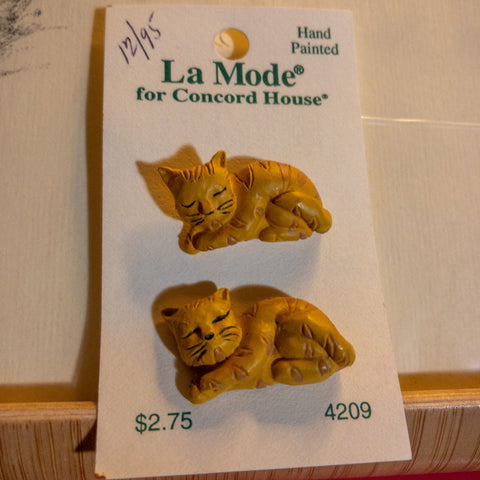 12/95
Hand
Painted
La Mode®
for Concord House®
$2.75
4209